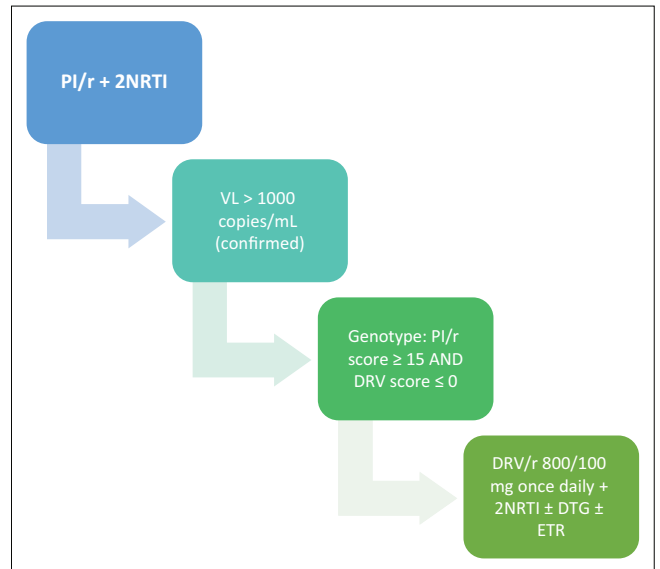 PI/r + 2NRTI
VL > 1000
copies/mL
(confirmed)
Genotype: PI/r
score ≥ 15 AND
DRV score ≤ 0
DRV/r 800/100
mg once daily +
2NRTI ± DTG ±
ETR